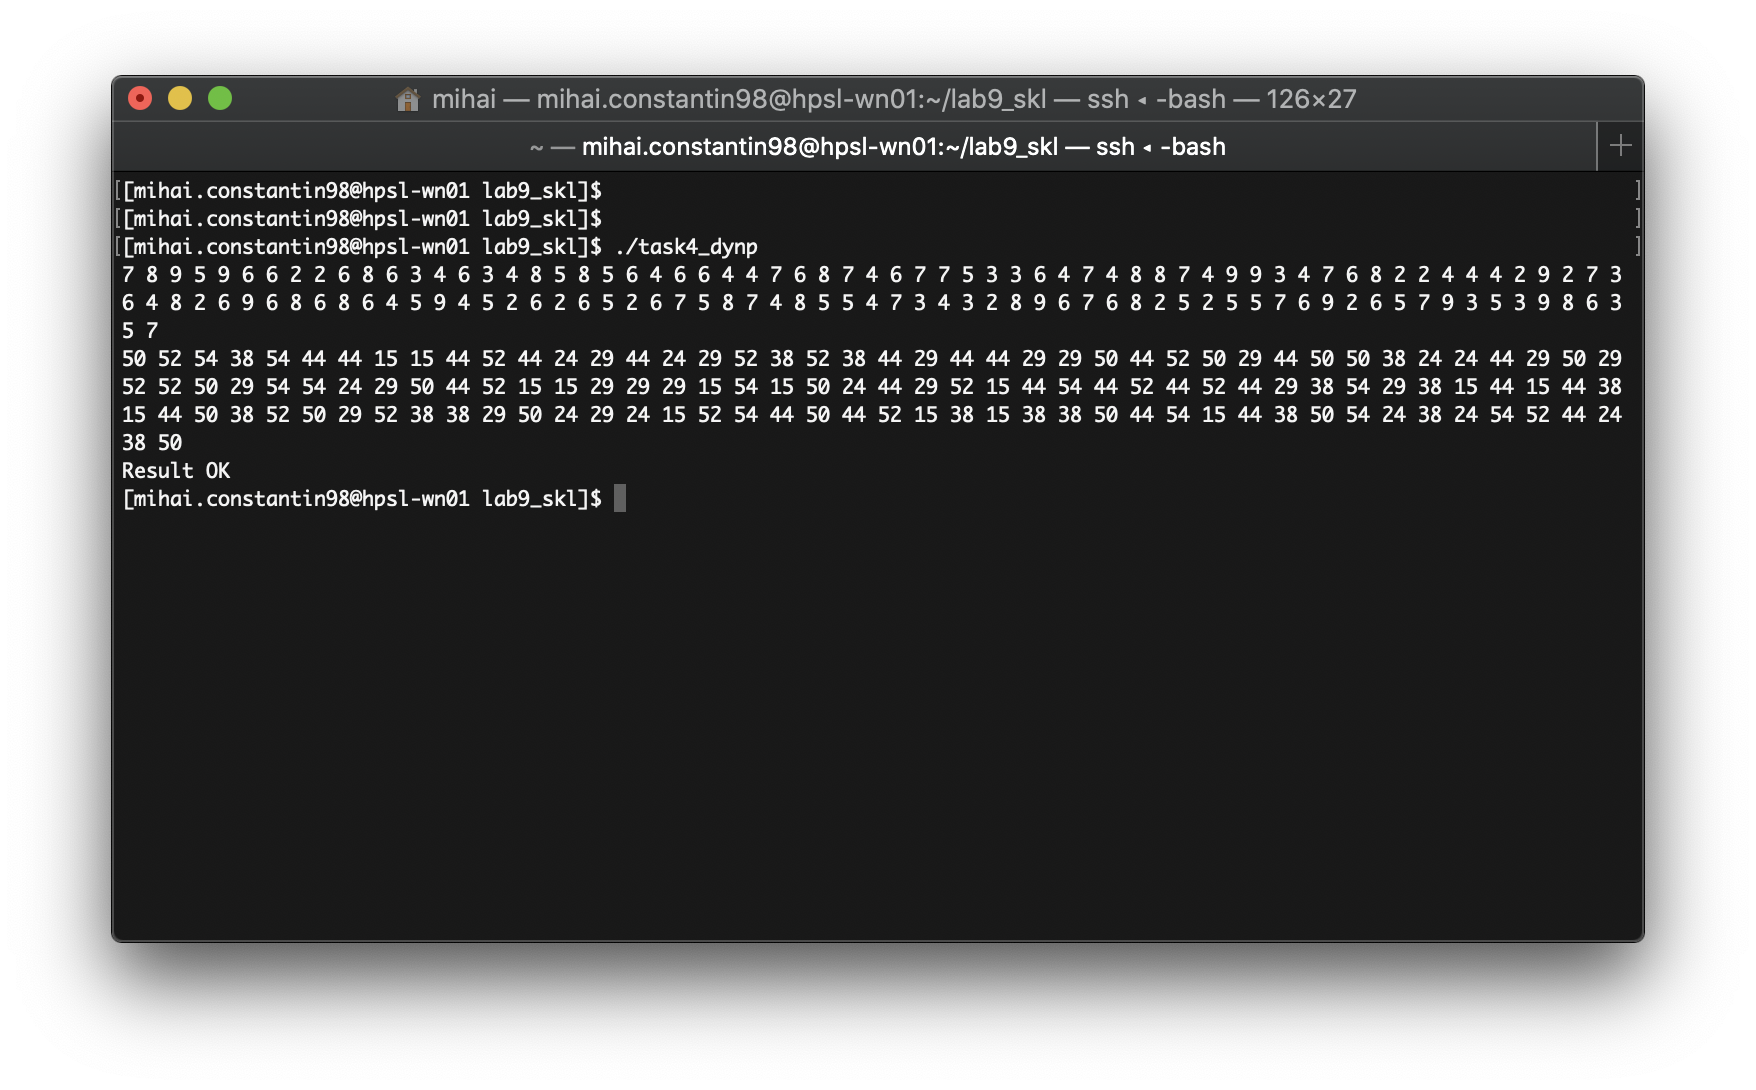 mihai — mihai.constantin98@hpsl-wn01:~/lab9_skl — ssh ◂ -bash — 126×27
~ — mihai.constantin98@hpsl-wn01:~/lab9_skl — ssh ◂ -bash
[[mihai.constantin98@hpsl-wn01 lab9_skl]$ ]
[[mihai.constantin98@hpsl-wn01 lab9_skl]$ ]
[[mihai.constantin98@hpsl-wn01 lab9_skl]$ ./task4_dynp ]
7 8 9 5 9 6 6 2 2 6 8 6 3 4 6 3 4 8 5 8 5 6 4 6 6 4 4 7 6 8 7 4 6 7 7 5 3 3 6 4 7 4 8 8 7 4 9 9 3 4 7 6 8 2 2 4 4 4 2 9 2 7 3
6 4 8 2 6 9 6 8 6 8 6 4 5 9 4 5 2 6 2 6 5 2 6 7 5 8 7 4 8 5 5 4 7 3 4 3 2 8 9 6 7 6 8 2 5 2 5 5 7 6 9 2 6 5 7 9 3 5 3 9 8 6 3
5 7
50 52 54 38 54 44 44 15 15 44 52 44 24 29 44 24 29 52 38 52 38 44 29 44 44 29 29 50 44 52 50 29 44 50 50 38 24 24 44 29 50 29
52 52 50 29 54 54 24 29 50 44 52 15 15 29 29 29 15 54 15 50 24 44 29 52 15 44 54 44 52 44 52 44 29 38 54 29 38 15 44 15 44 38
15 44 50 38 52 50 29 52 38 38 29 50 24 29 24 15 52 54 44 50 44 52 15 38 15 38 38 50 44 54 15 44 38 50 54 24 38 24 54 52 44 24
38 50
Result OK
[mihai.constantin98@hpsl-wn01 lab9_skl]$